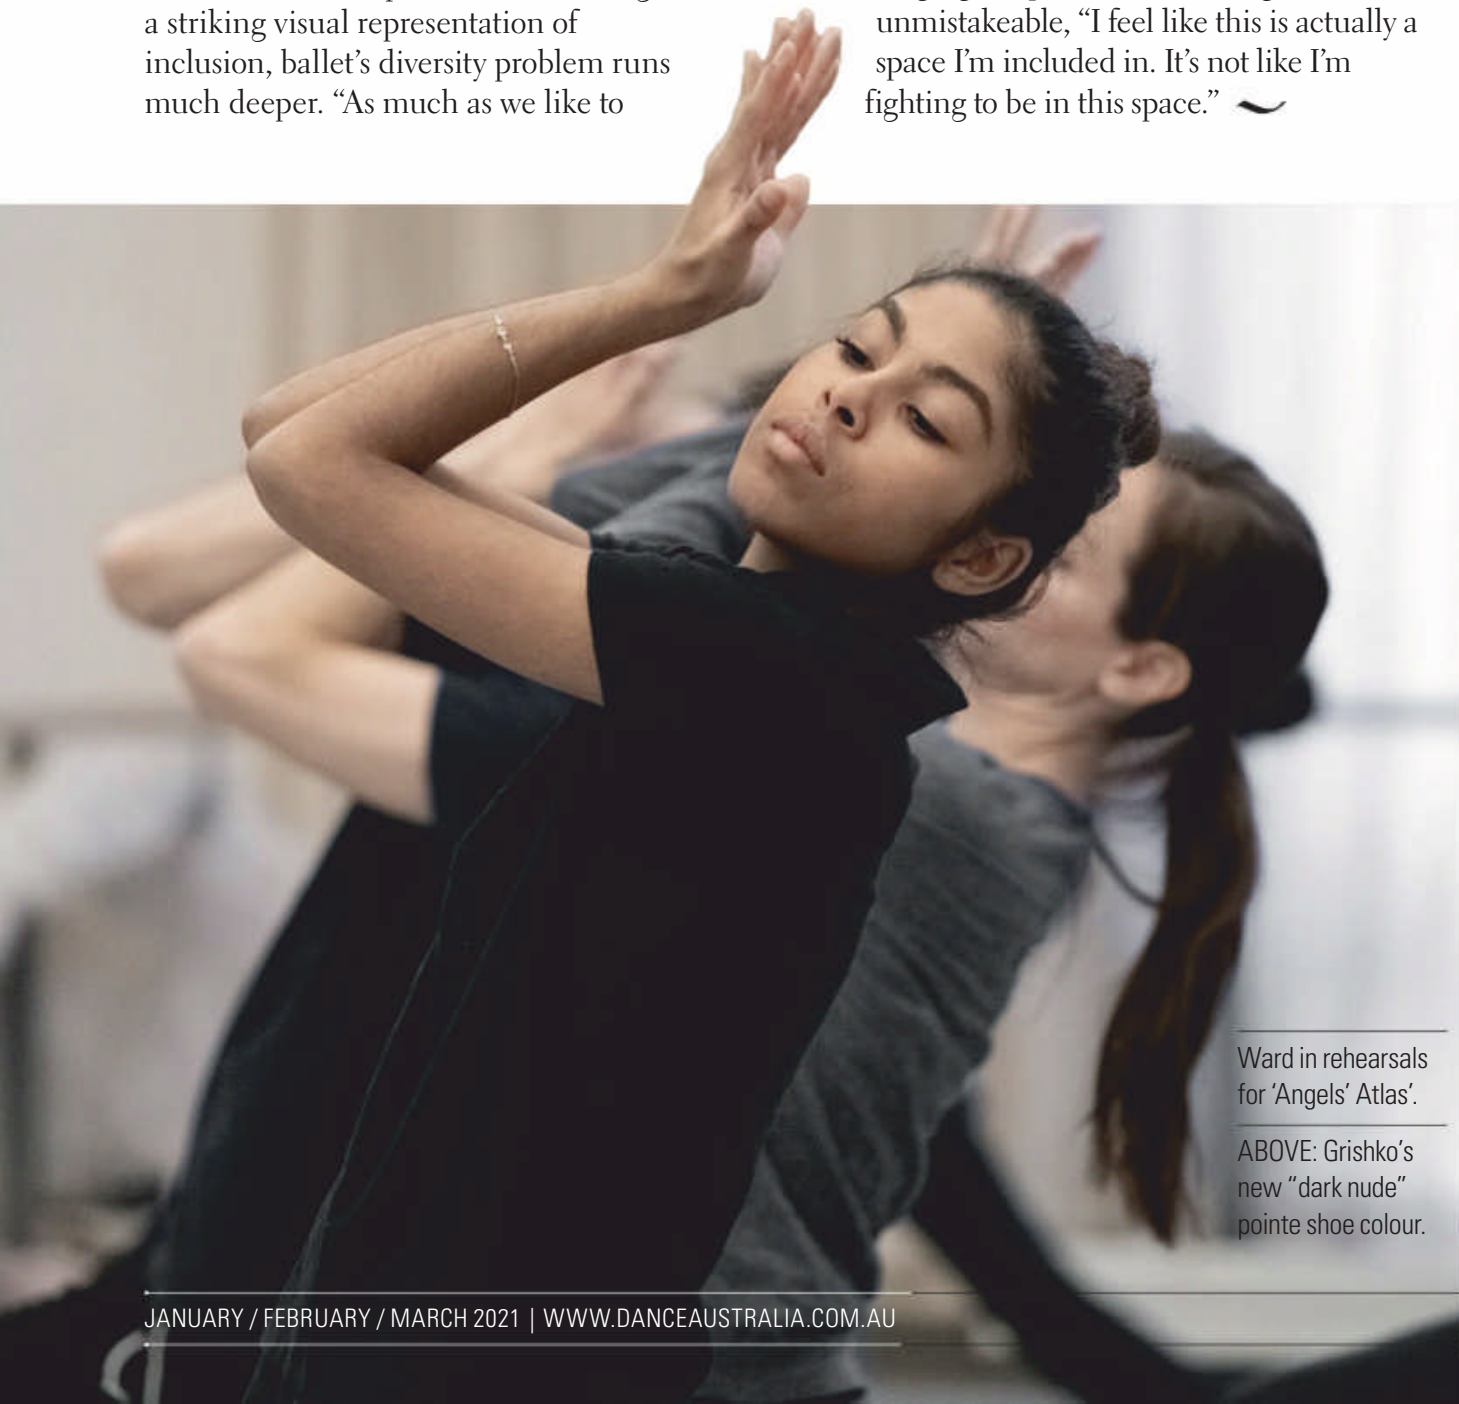 a striking visual representation of
inclusion, ballet's diversity problem runs
much deeper. “As much as we like to
unmistakeable, “I feel like this is actually a
space I'm included in. It's not like I'm
fighting to be in this space.”
Ward in rehearsals
for ‘Angels’ Atlas’.
ABOVE: Grishko's
new “dark nude”
pointe shoe colour.
JANUARY / FEBRUARY / MARCH 2021 | WWW.DANCEAUSTRALIA.COM.AU